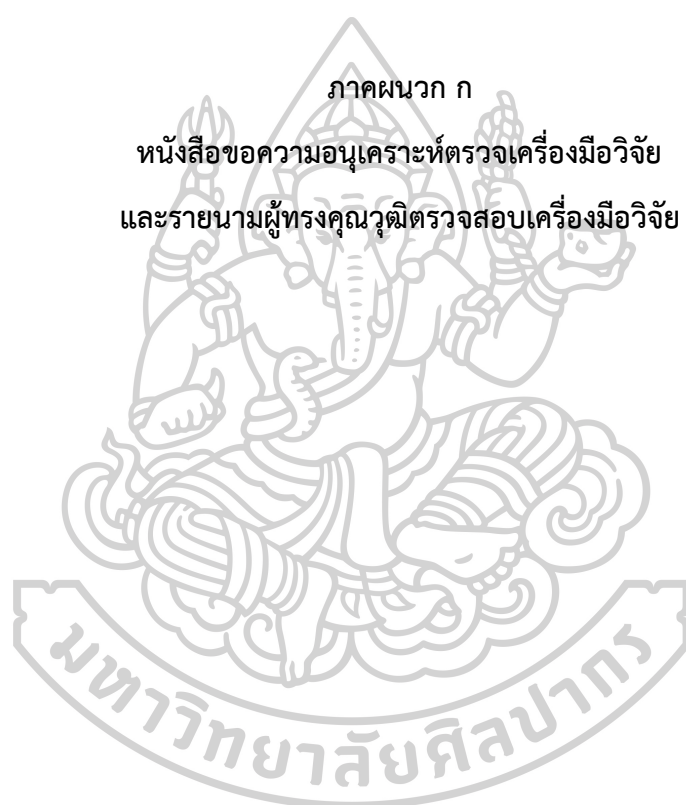 ภาคผนวก ก
หนังสือขอความอนุเคราะห์ตรวจเครื่องมือวิจัย
และรายนามผู้ทรงคุณวุฒิตรวจสอบเครื่องมือวิจัย
มหาวิทยาลัยศิลปากร